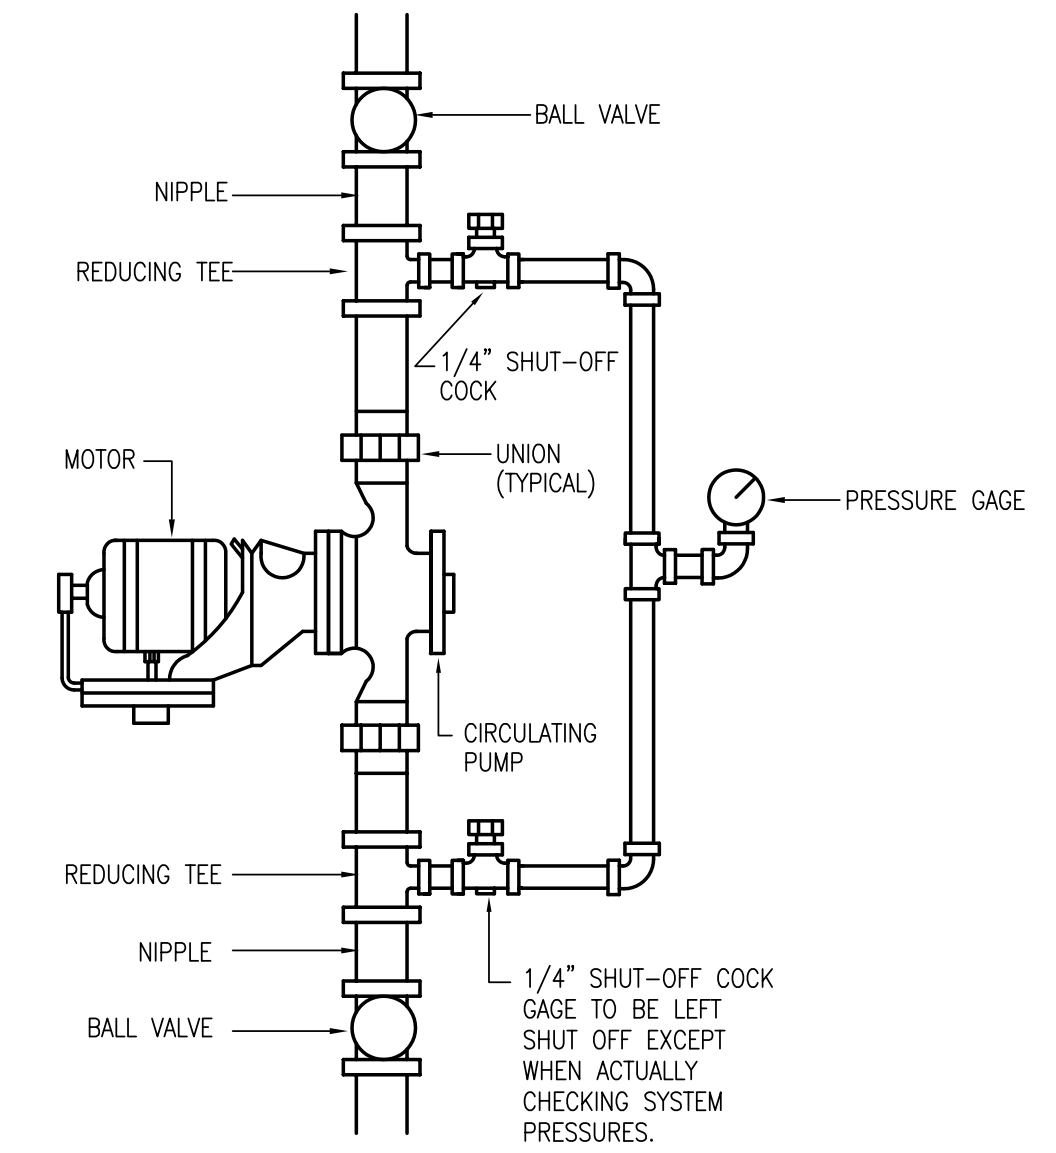 BALL VALVE
NIPPLE
REDUCING TEE
1/4” SHUT-OFF
COCK
MOTOR
UNION
(TYPICAL)
PRESSURE GAGE
CIRCULATING
PUMP
REDUCING TEE
NIPPLE
BALL VALVE
1/4” SHUT-OFF COCK
GAGE TO BE LEFT
SHUT OFF EXCEPT
WHEN ACTUALLY
CHECKING SYSTEM
PRESSURES.